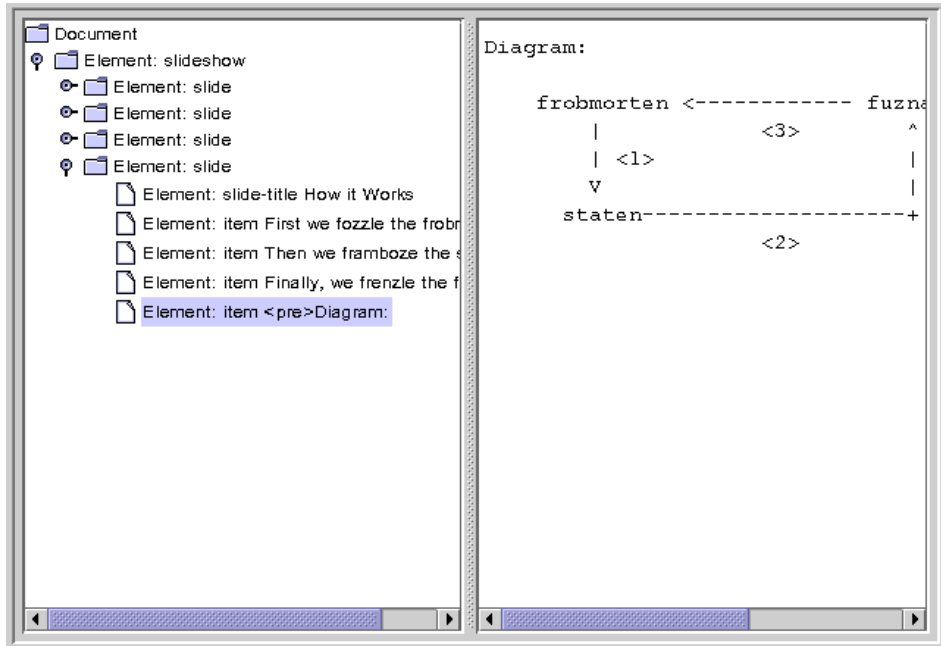 Document
Element: slideshow
Element: slide
Element: slide
Element: slide
Element: slide
Element: slide-title How it Works
Element: item First we fozzle the frobr
Element: item Then we framboze the s
Element: item Finally, we frenzle the f
Element: item <pre>Diagram:
Diagram:
frobmorten <------------ fuzna
|                <3>          ^
| <1>                         |
V                             |
staten--------------------+
<2>